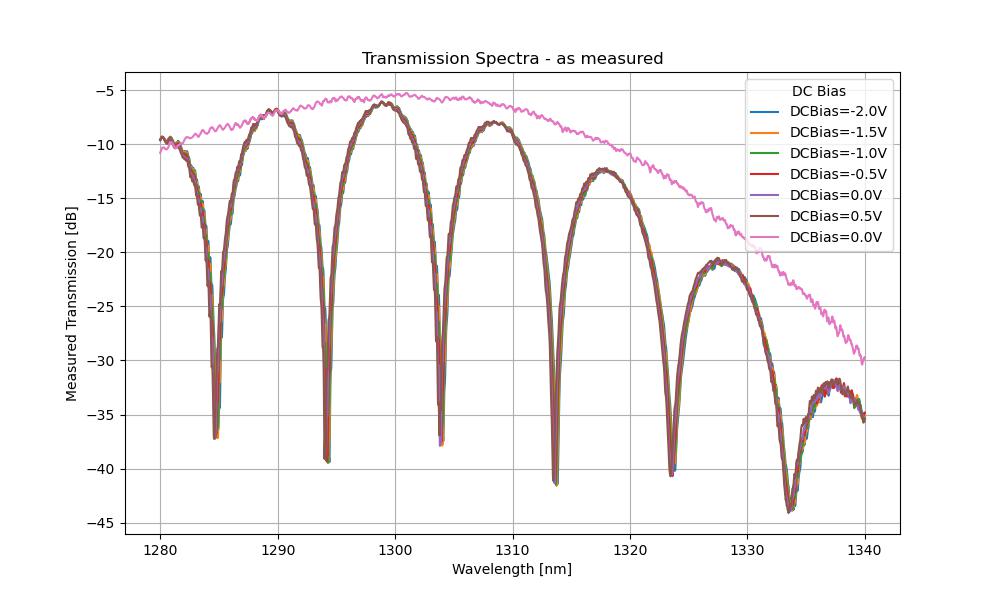 Transmission Spectra - as measured
DC Bias
DCBias=-2.0V
DCBias=-1.5V
DCBias=-1.0V
DCBias=-0.5V
DCBias=0.0V
DCBias=0.5V
DCBias=0.0V
Measured Transmission [dB]
−5
−10
−15
−20
−25
−30
−35
−40
−45
1280 1290 1300 1310 1320 1330 1340
Wavelength [nm]